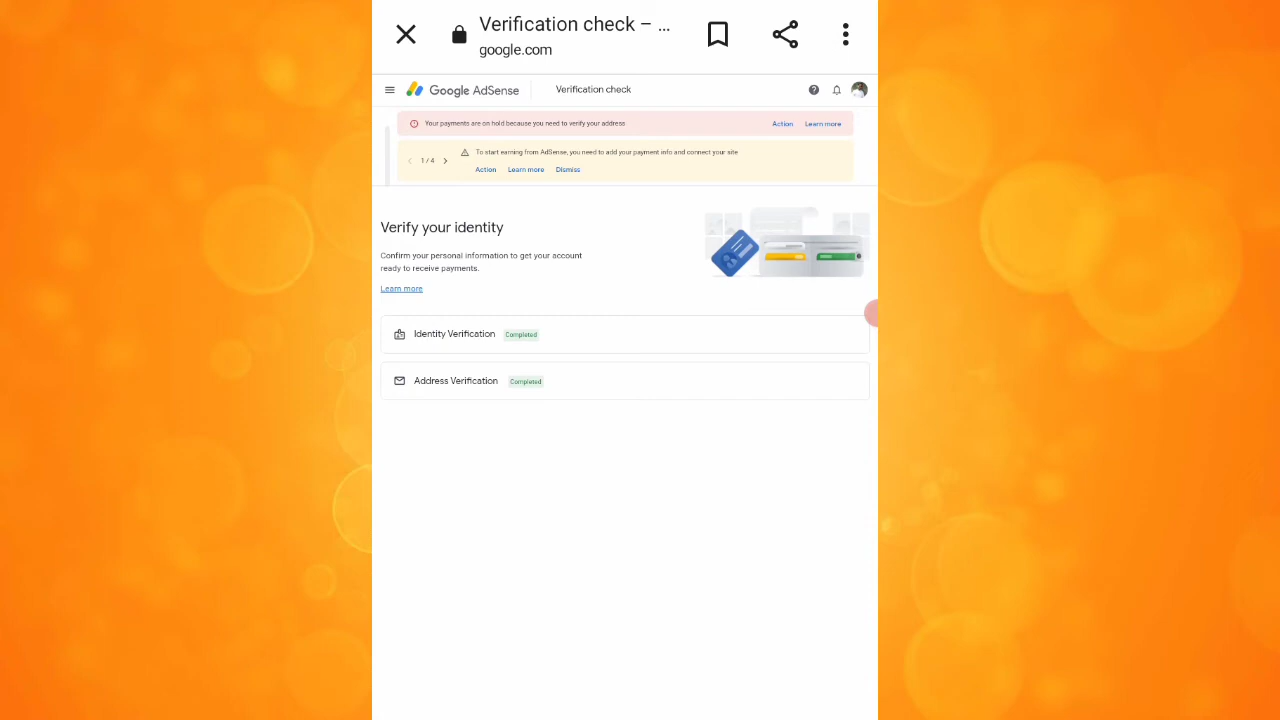 Verification check – ...
google.com
Google AdSense
Verification check
Your payments are on hold because you need to verify your address
Action
Learn more
1 / 4
To start earning from AdSense, you need to add your payment info and connect your site
Action
Learn more
Dismiss
Verify your identity
Confirm your personal information to get your account
ready to receive payments.
Learn more
Identity Verification
Completed
Address Verification
Completed